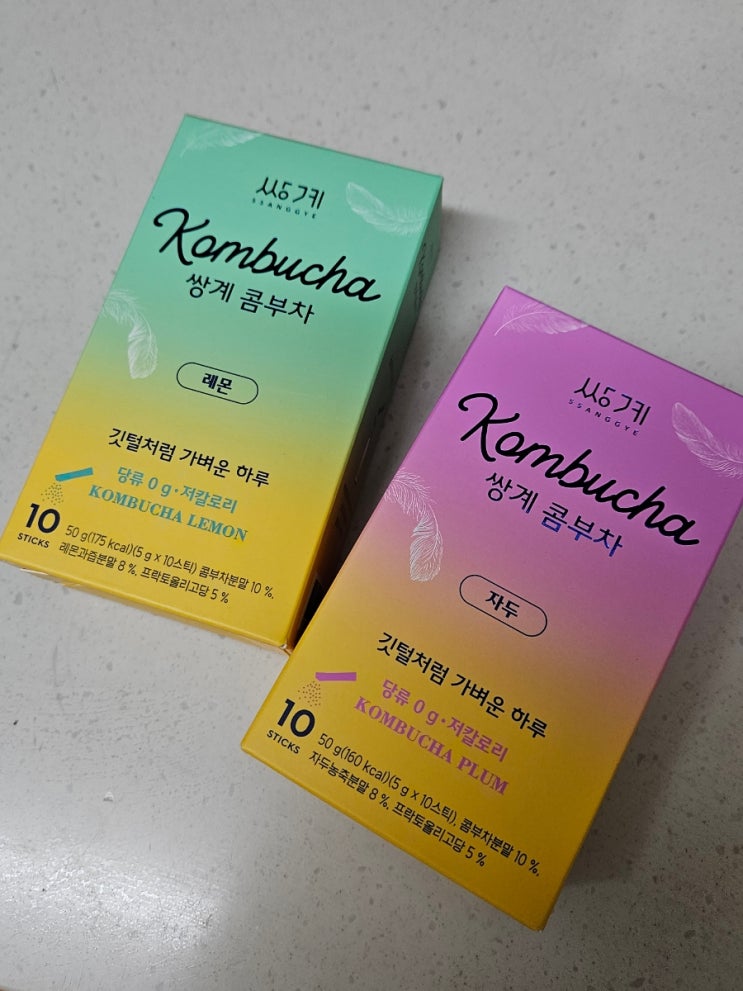 쌍계
SSANGGYE
Kombucha
쌍계 콤부차
레몬
깃털처럼 가벼운 하루
당류 0 g·저칼로리
KOMBUCHA LEMON
10
STICKS
50 g(175 kcal)(5 g x 10스틱) 콤부차분말 10 %,
레몬과즙분말 8 %, 프락토올리고당 5 %
쌍계
SSANGGYE
Kombucha
쌍계 콤부차
자두
깃털처럼 가벼운 하루
당류 0 g·저칼로리
KOMBUCHA PLUM
10
STICKS
50 g(160 kcal)(5 g x 10스틱), 콤부차분말 10 %,
자두농축분말 8 %, 프락토올리고당 5 %